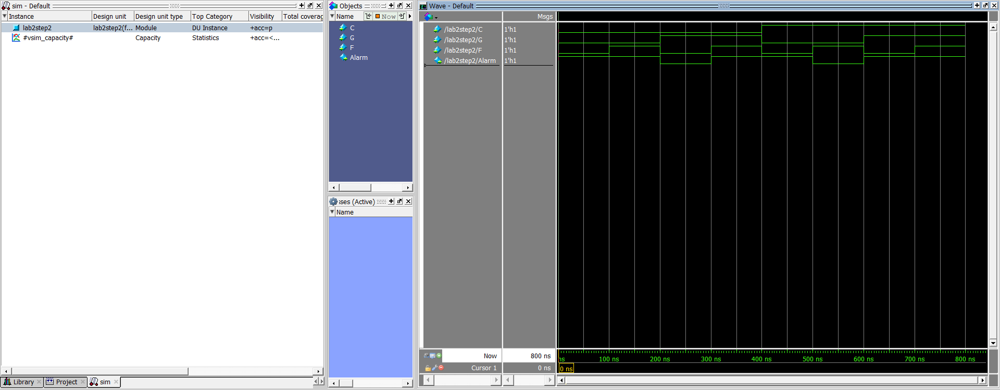 sim - Default
Instance Design unit Design unit type Top Category Visibility Total coverag
lab2step2 lab2step2(f... Module DU Instance +acc=p
#vsim_capacity# Capacity Statistics +acc=<...
Library Project sim
Objects
Name Now
C
G
F
Alarm
sses (Active)
Name
Wave - Default
Msgs
/lab2step2/C 1'h1
/lab2step2/G 1'h1
/lab2step2/F 1'h1
/lab2step2/Alarm 1'h1
Now 800 ns
ns 100 ns 200 ns 300 ns 400 ns 500 ns 600 ns 700 ns 800 ns
Cursor 1 0 ns
0 ns